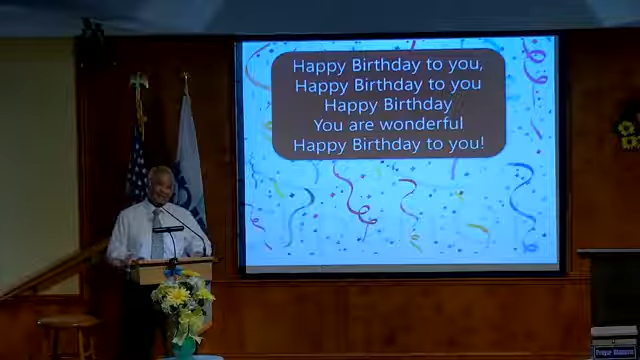 Happy Birthday to you,
Happy Birthday to you
Happy Birthday
You are wonderful
Happy Birthday to you!